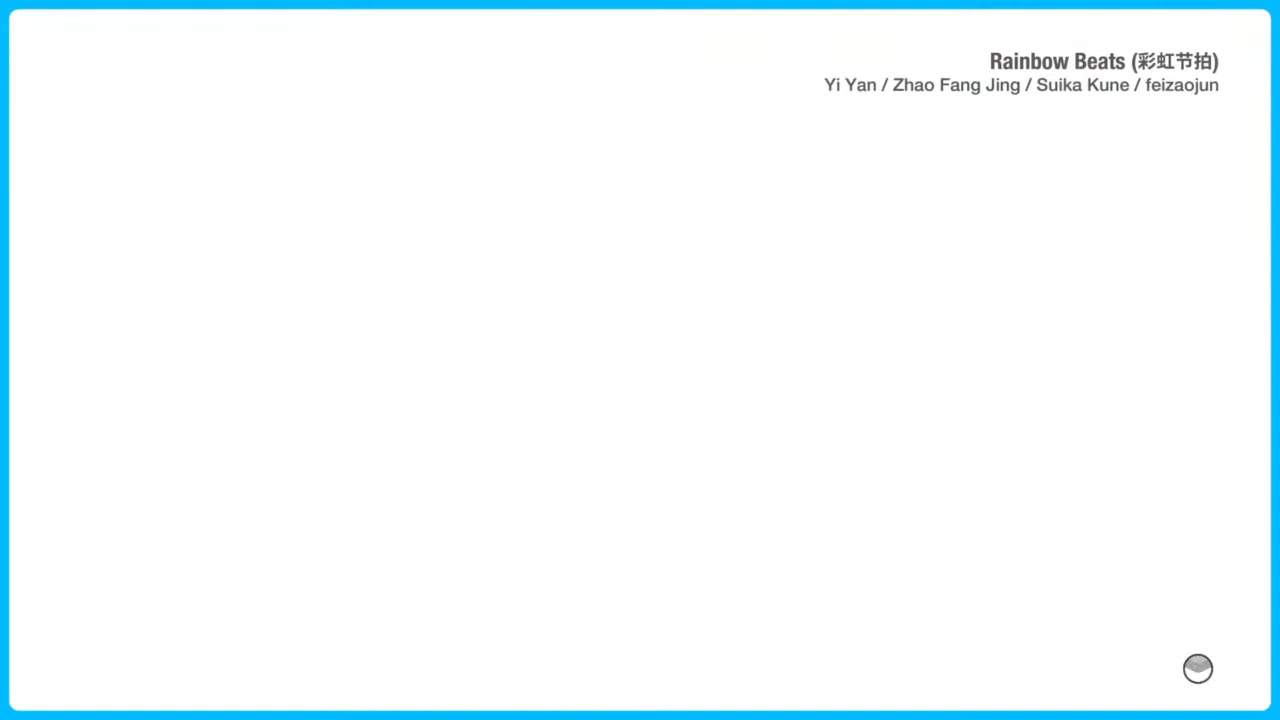 Rainbow Beats (彩虹节拍)
Yi Yan / Zhao Fang Jing / Suika Kune / feizaojun